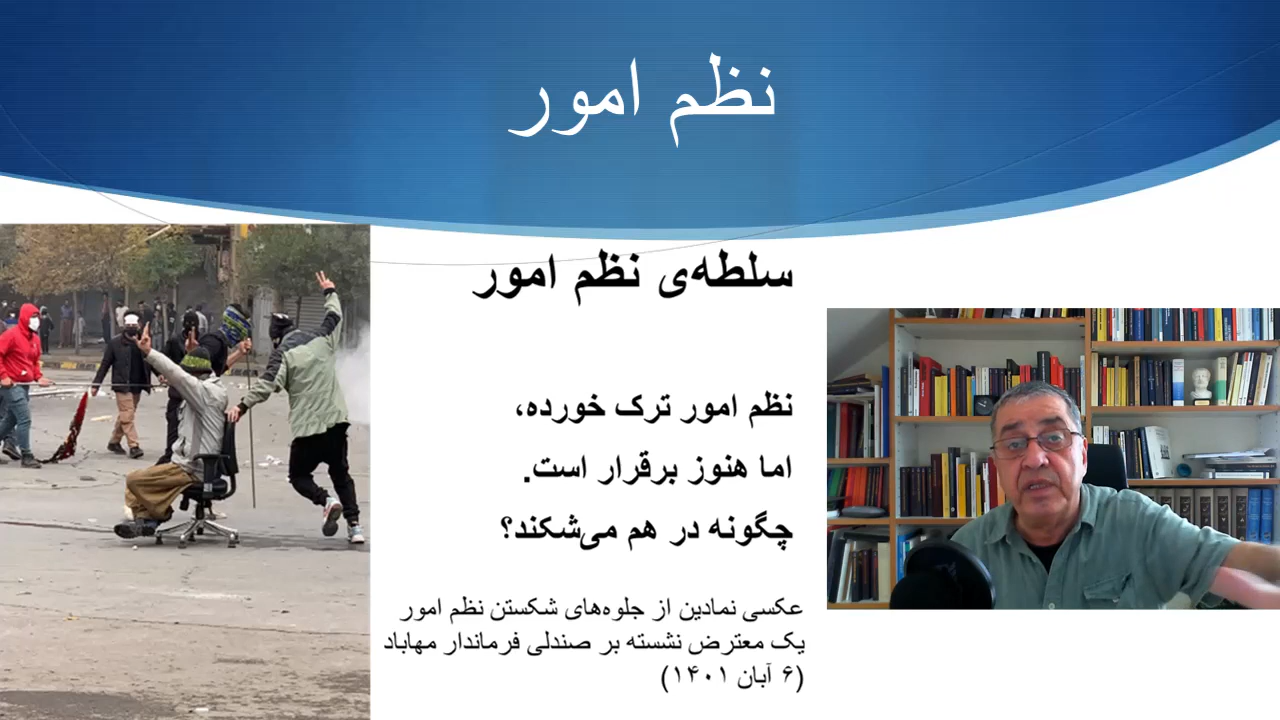 نظم امور
سلطه‌ی نظم امور
نظم امور ترک خورده،
اما هنوز برقرار است.
چگونه در هم می‌شکند؟
عکسی نمادین از جلوه‌های شکستن نظم امور
یک معترض نشسته بر صندلی فرماندار مهاباد
(۶ آبان ۱۴۰۱)